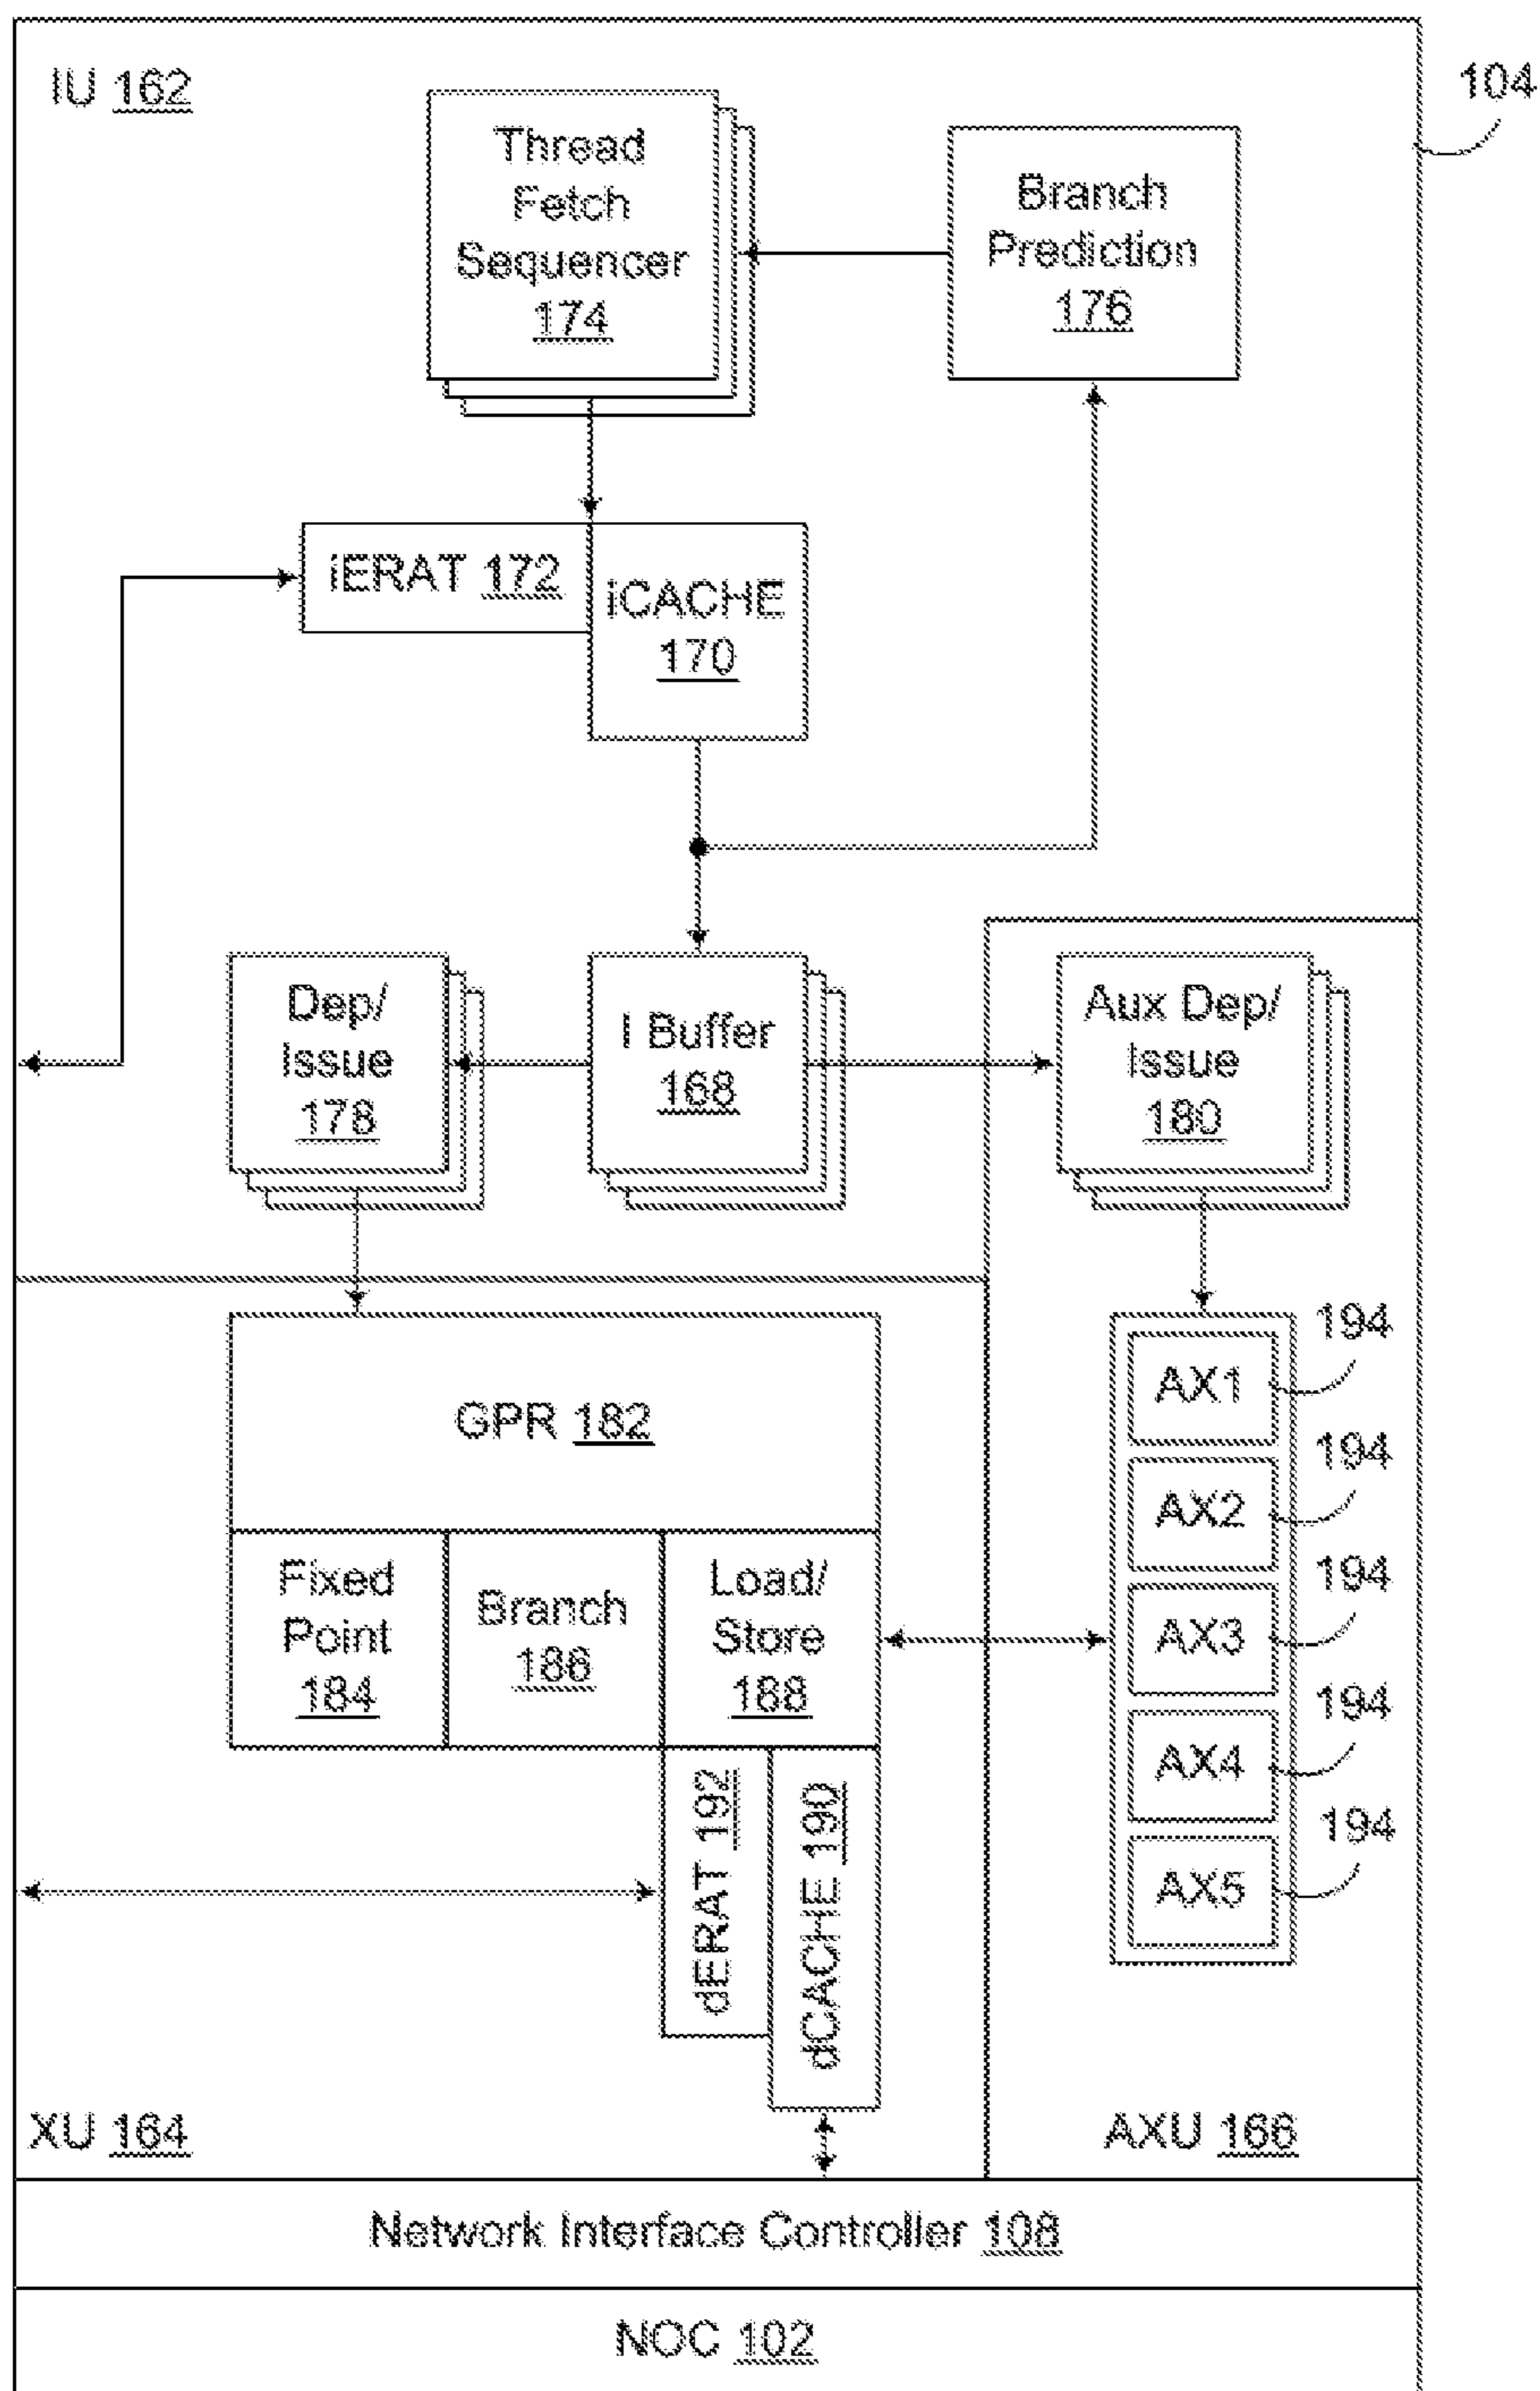 IU 162
104
Thread
Fetch
Sequencer
174
Branch
Prediction
176
iERAT 172
iCACHE
170
Dep/
Issue
178
I Buffer
168
Aux Dep/
Issue
180
GPR 182
Fixed
Point
184
Branch
186
Load/
Store
188
dERAT 192
dCACHE 190
AX1
194
AX2
194
AX3
194
AX4
194
AX5
194
XU 164
AXU 166
Network Interface Controller 108
NOC 102